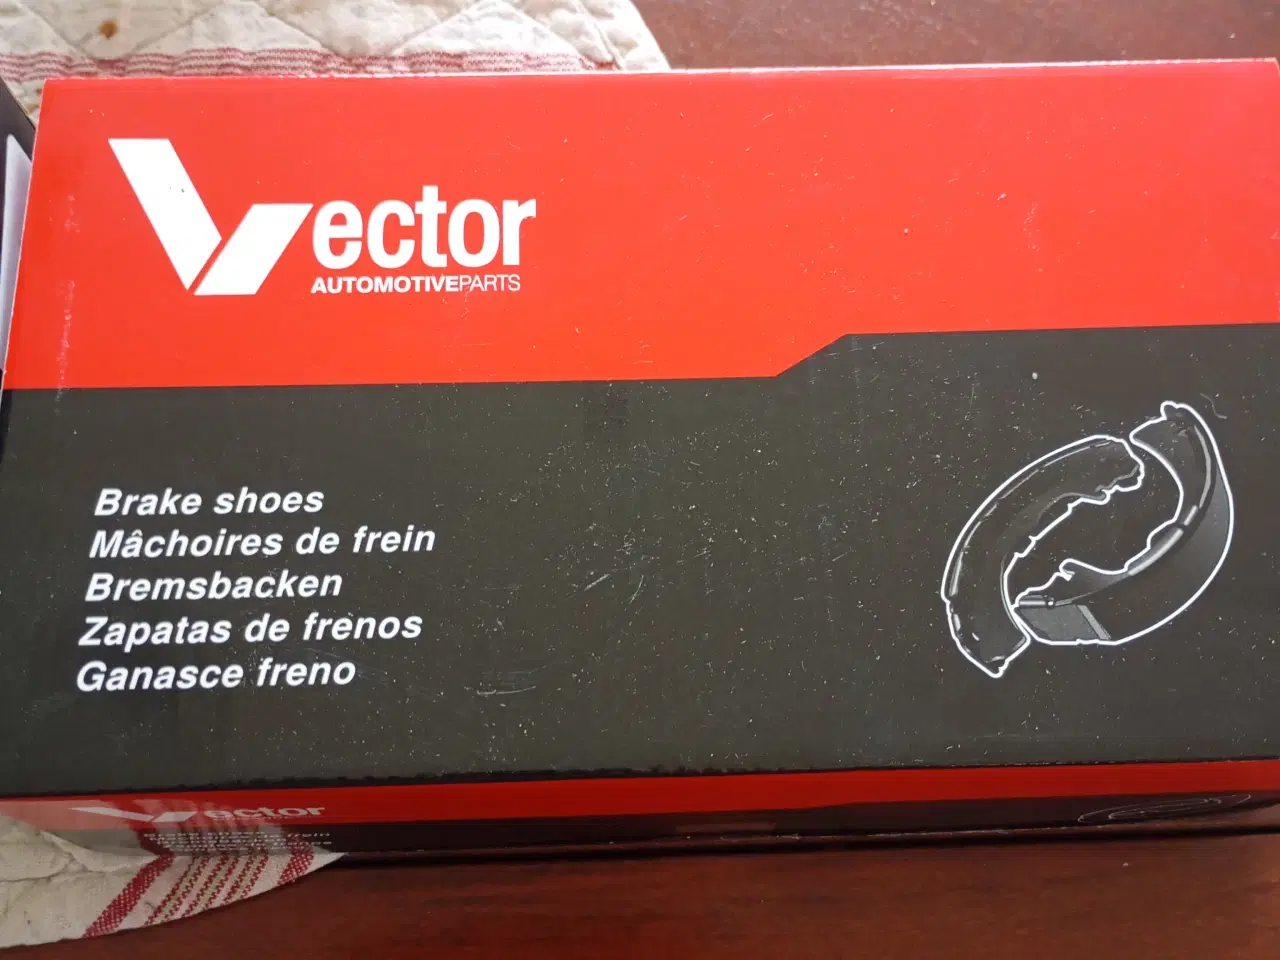 Vector
AUTOMOTIVEPARTS
Brake shoes
Mâchoires de frein
Bremsbacken
Zapatas de frenos
Ganasce freno
Vector